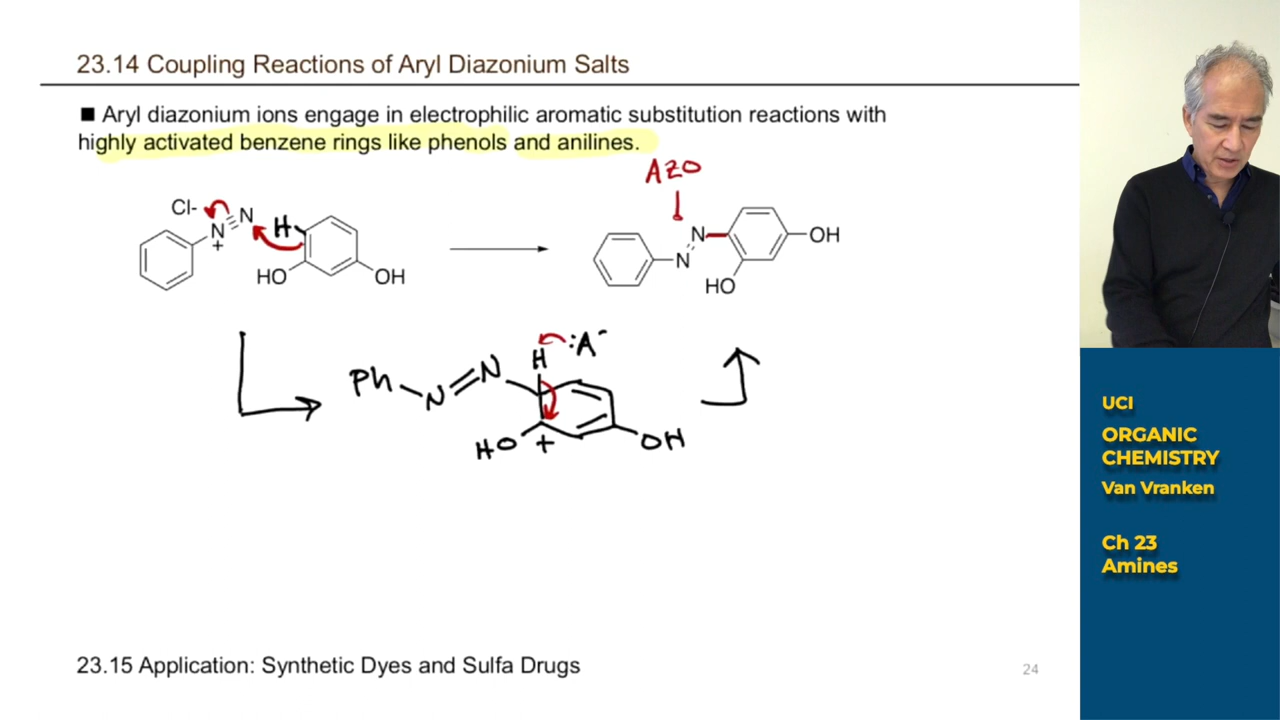 23.14 Coupling Reactions of Aryl Diazonium Salts
■ Aryl diazonium ions engage in electrophilic aromatic substitution reactions with
highly activated benzene rings like phenols and anilines.
AZO
Cl-
N
+
N
H
HO
OH
N
N
HO
OH
Ph
N
N
H
:A-
HO
+
OH
23.15 Application: Synthetic Dyes and Sulfa Drugs
24
UCI
ORGANIC
CHEMISTRY
Van Vranken
Ch 23
Amines